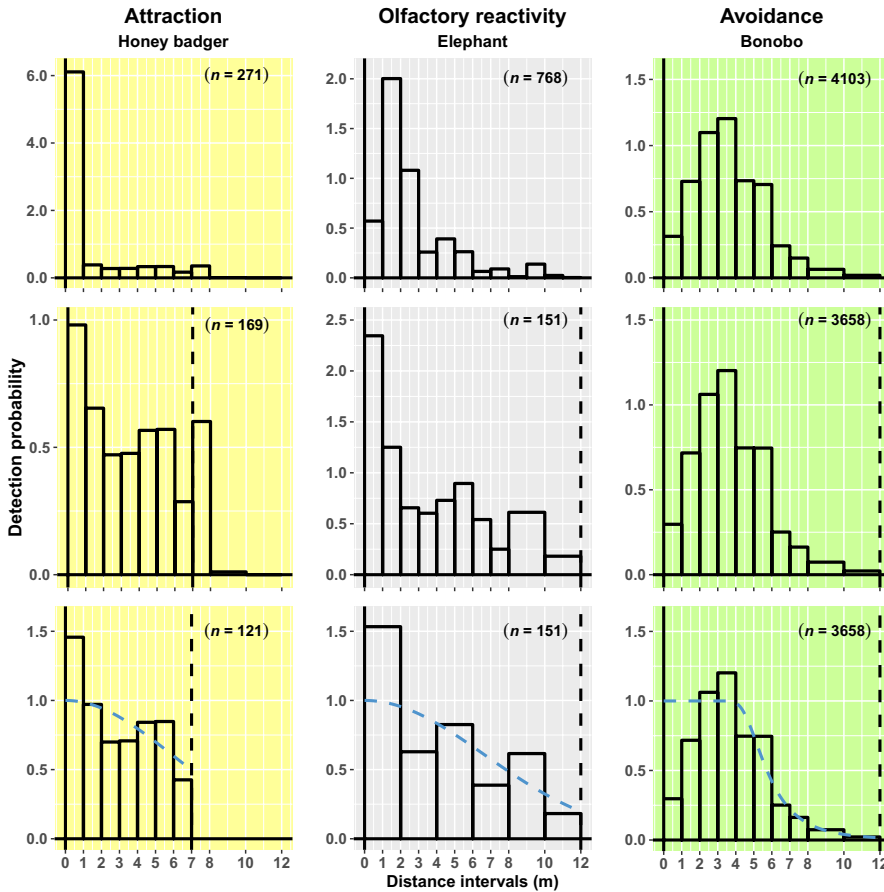 Attraction Olfactory reactivity Avoidance
Honey badger Elephant Bonobo
6.0
4.0
2.0
0.0
(n = 271)
2.0
1.5
1.0
0.5
0.0
(n = 768)
1.5
1.0
0.5
0.0
(n = 4103)
0 1 2 3 4 5 6 7 8 10 12
0 1 2 3 4 5 6 7 8 10 12
0 1 2 3 4 5 6 7 8 10 12
Detection probability
1.0
0.5
0.0
(n = 169)
2.5
2.0
1.5
1.0
0.5
0.0
(n = 151)
1.5
1.0
0.5
0.0
(n = 3658)
1.5
1.0
0.5
0.0
(n = 121)
1.5
1.0
0.5
0.0
(n = 151)
1.5
1.0
0.5
0.0
(n = 3658)
Distance intervals (m)